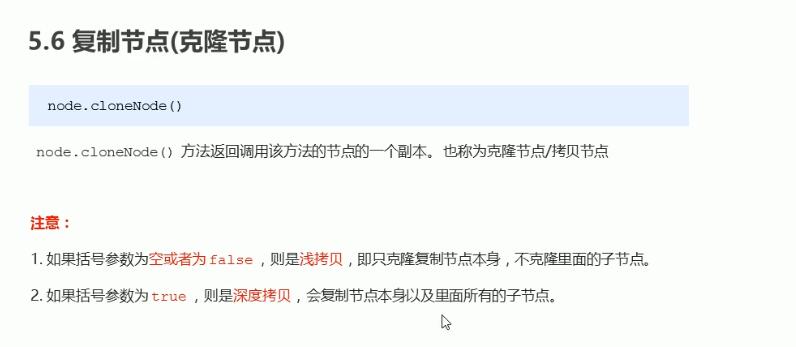 5.6 复制节点(克隆节点)
node.cloneNode()
node.cloneNode() 方法返回调用该方法的节点的一个副本。也称为克隆节点/拷贝节点
注意：
1. 如果括号参数为空或者为 false ，则是浅拷贝，即只克隆复制节点本身，不克隆里面的子节点。
2. 如果括号参数为 true ，则是深度拷贝，会复制节点本身以及里面所有的子节点。